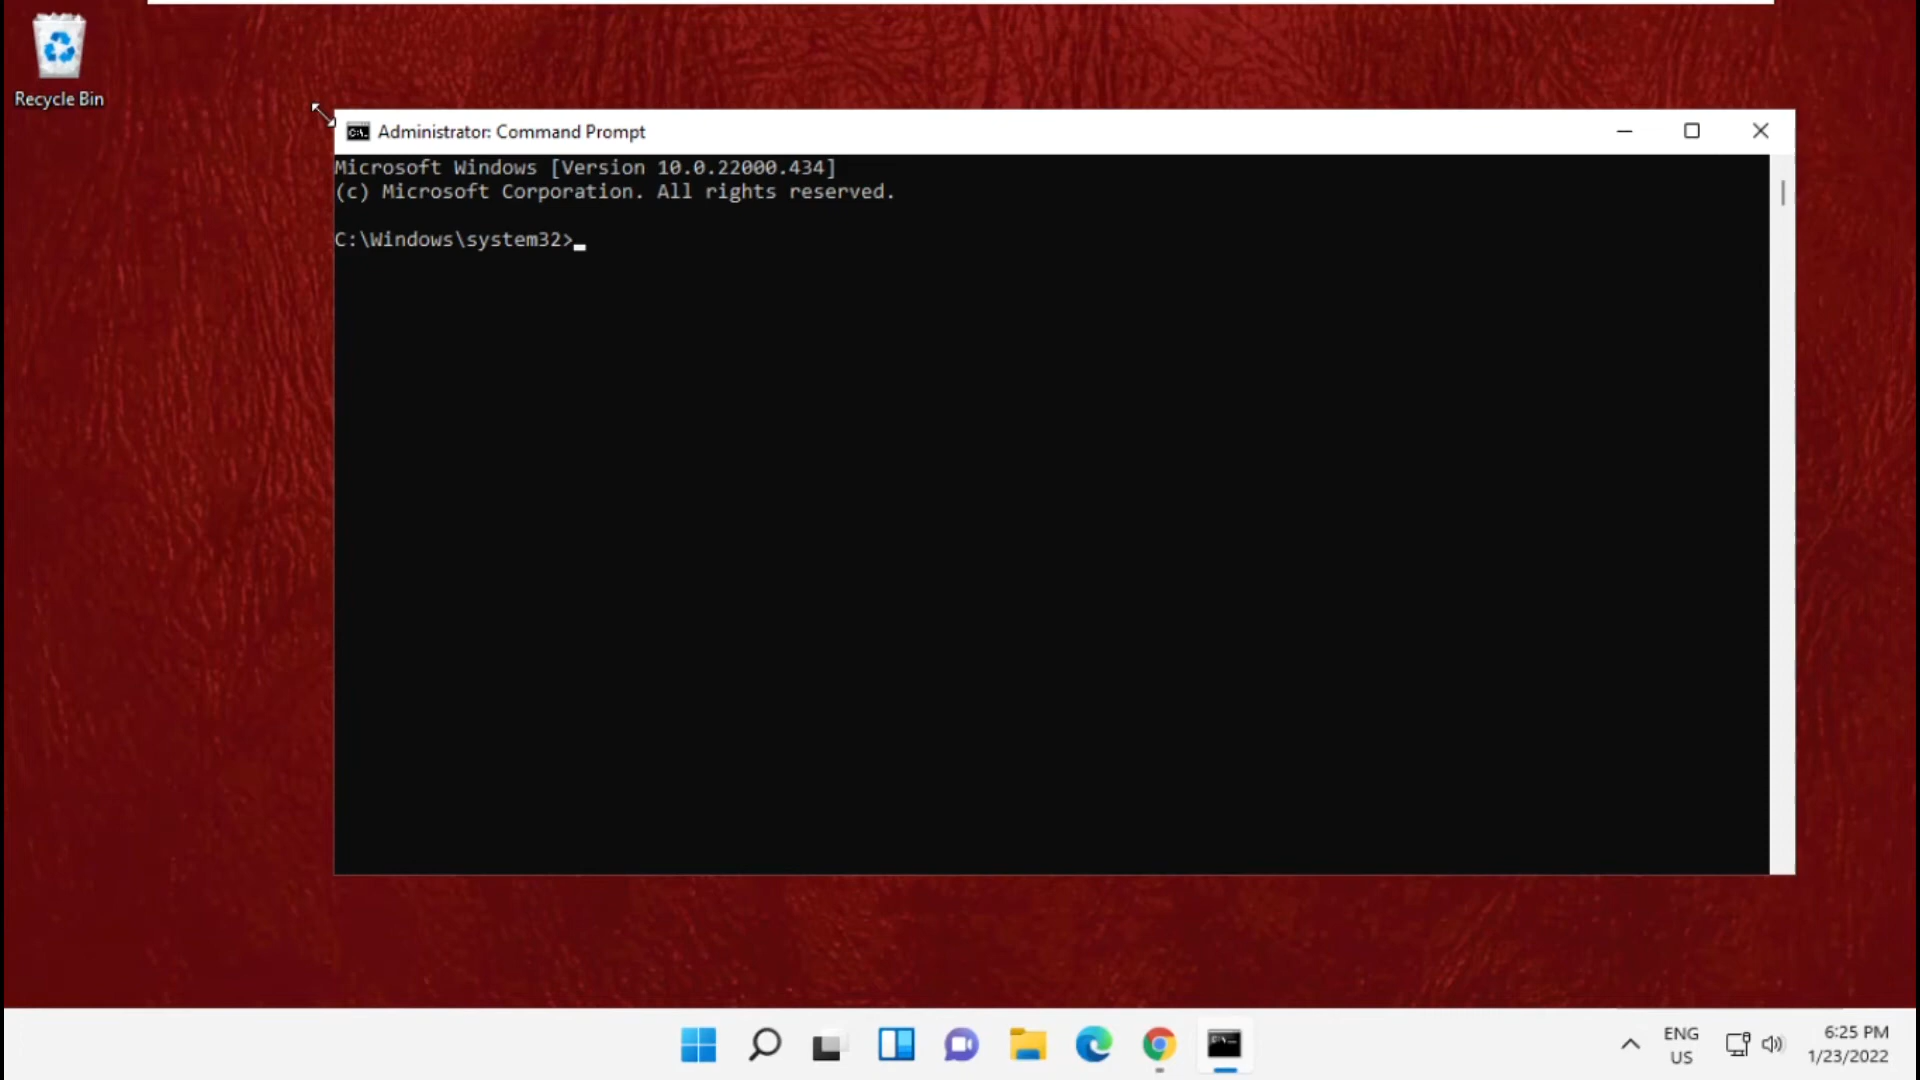 Recycle Bin
Administrator: Command Prompt
Microsoft Windows [Version 10.0.22000.434]
(c) Microsoft Corporation. All rights reserved.
C:\Windows\system32>
ENG
US
6:25 PM
1/23/2022